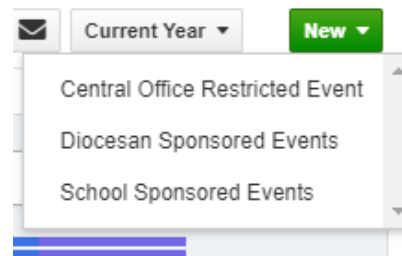 Current Year New
Central Office Restricted Event
Diocesan Sponsored Events
School Sponsored Events